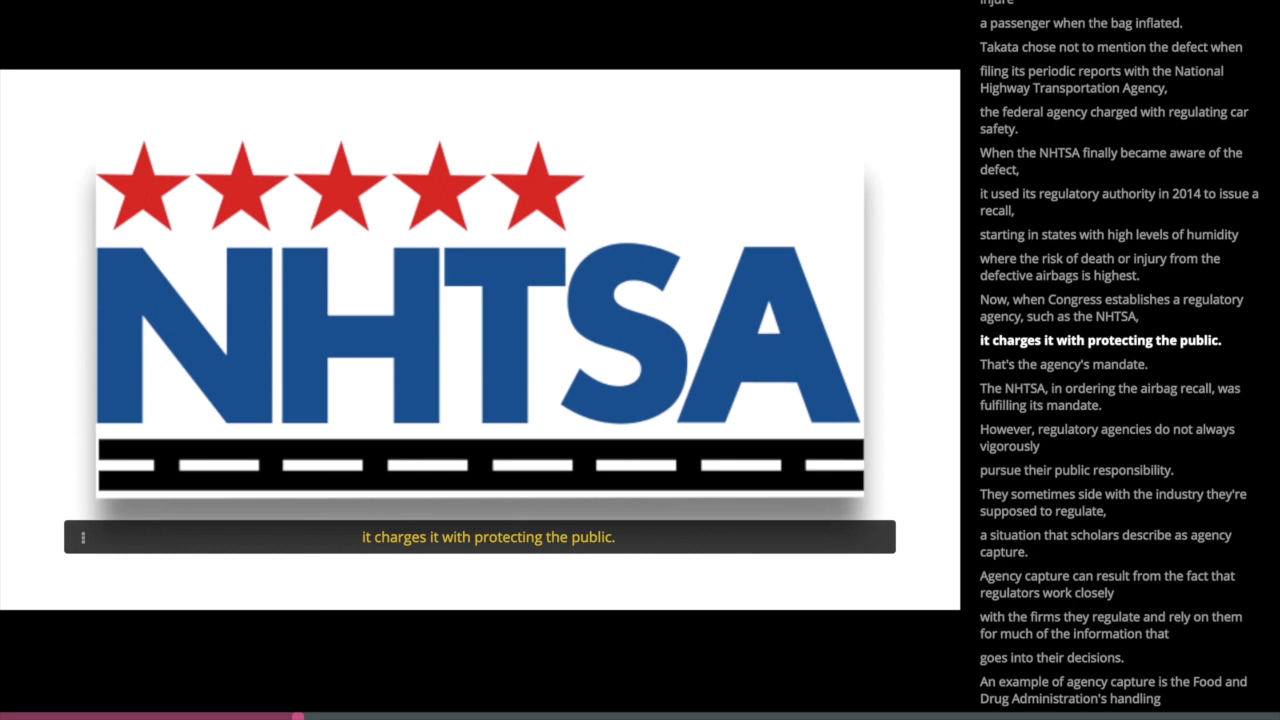 NHTSA
it charges it with protecting the public.
injure
a passenger when the bag inflated.
Takata chose not to mention the defect when
filing its periodic reports with the National
Highway Transportation Agency,
the federal agency charged with regulating car
safety.
When the NHTSA finally became aware of the
defect,
it used its regulatory authority in 2014 to issue a
recall,
starting in states with high levels of humidity
where the risk of death or injury from the
defective airbags is highest.
Now, when Congress establishes a regulatory
agency, such as the NHTSA,
it charges it with protecting the public.
That's the agency's mandate.
The NHTSA, in ordering the airbag recall, was
fulfilling its mandate.
However, regulatory agencies do not always
vigorously
pursue their public responsibility.
They sometimes side with the industry they're
supposed to regulate,
a situation that scholars describe as agency
capture.
Agency capture can result from the fact that
regulators work closely
with the firms they regulate and rely on them
for much of the information that
goes into their decisions.
An example of agency capture is the Food and
Drug Administration's handling